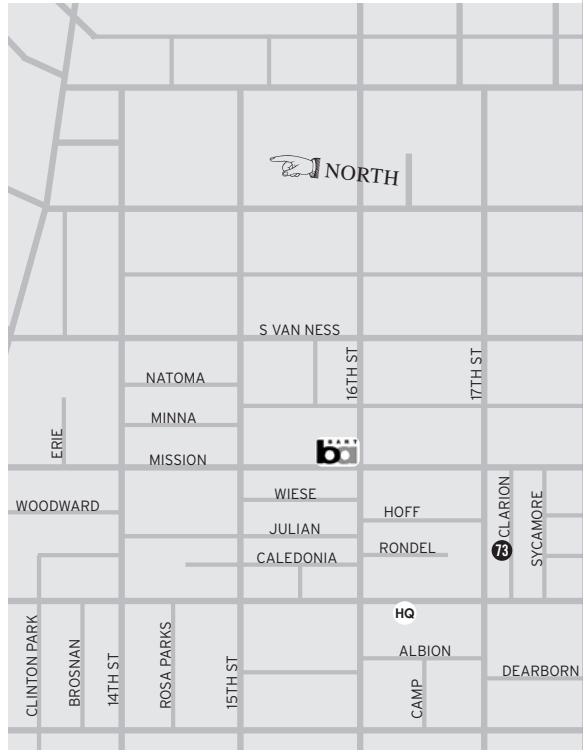 NORTH
S VAN NESS
16TH ST
17TH ST
NATOMA
MINNA
ERIE
MISSION
BART
ba
WIESE
WOODWARD
HOFF
CLARION
SYCAMORE
JULIAN
RONDEL
73
CALEDONIA
HQ
CLINTON PARK
BROSNAN
14TH ST
ROSA PARKS
15TH ST
ALBION
CAMP
DEARBORN